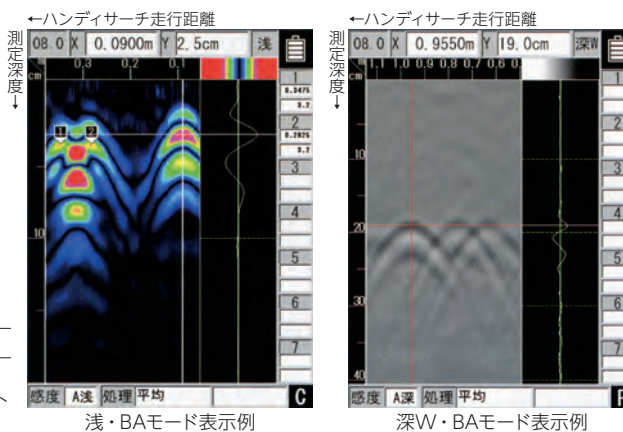 ←ハンディサーチ走行距離
測定深度→
08.0 X 0.0900m Y 2.5cm 浅
m 0.3 0.2 0.1
cm
10
1 2
1
0.3475
3.2
2
0.2825
3.2
3
4
5
6
7
感度 A浅 処理 平均 C
浅・BAモード表示例
←ハンディサーチ走行距離
測定深度→
08.0 X 0.9550m Y 19.0cm 深W
m 1.1 1.0 0.9 0.8 0.7 0.6
cm
10
20
30
40
1
2
3
4
5
6
7
感度 A深 処理 平均
深W・BAモード表示例